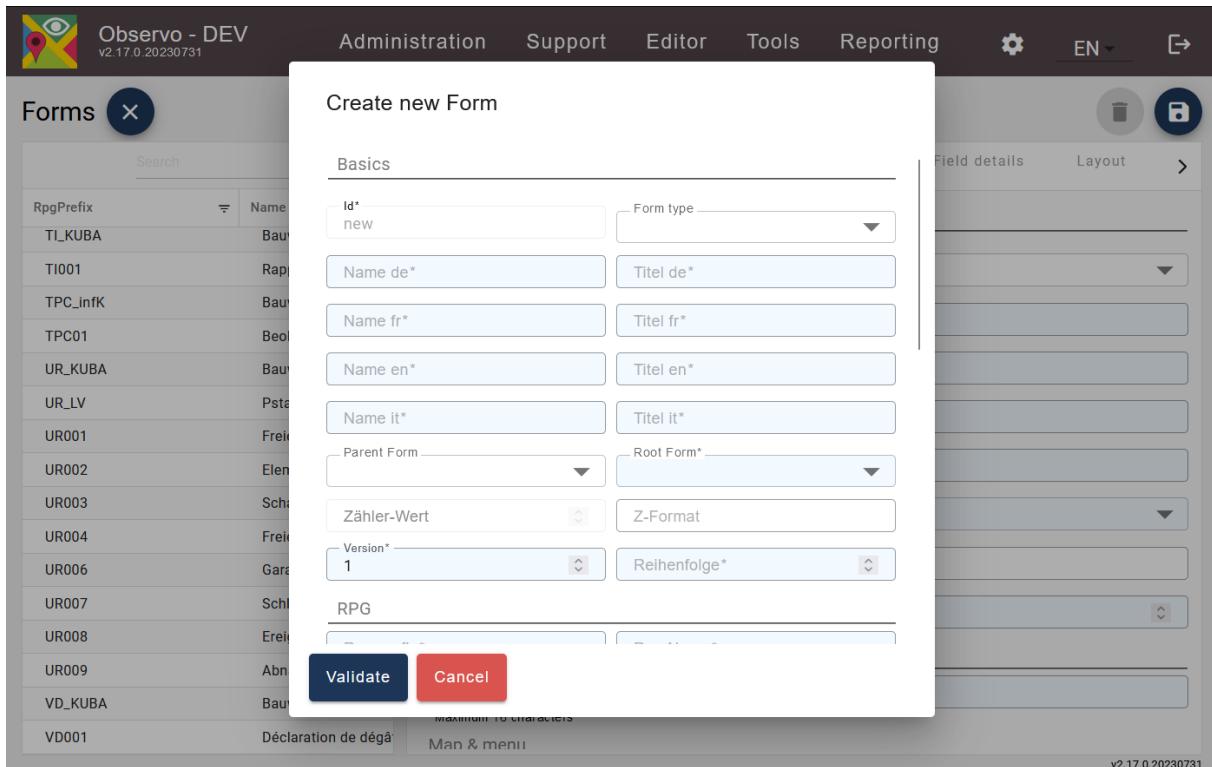 Observo - DEV
v2.17.0.20230731
Administration Support Editor Tools Reporting EN
Forms
Create new Form
Search
Field details Layout
Basics
RpgPrefix Name
Id*
new
Form type
TI_KUBA
TI001
TPC_infK
TPC01
UR_KUBA
UR_LV
UR001
UR002
UR003
UR004
UR006
UR007
UR008
UR009
VD_KUBA
VD001 Déclaration de dégâ
Name de* Titel de*
Name fr* Titel fr*
Name en* Titel en*
Name it* Titel it*
Parent Form Root Form*
Zähler-Wert Z-Format
Version*
1
Reihenfolge*
RPG
Validate Cancel
Maximum 16 characters
Map & menu
v2.17.0.20230731